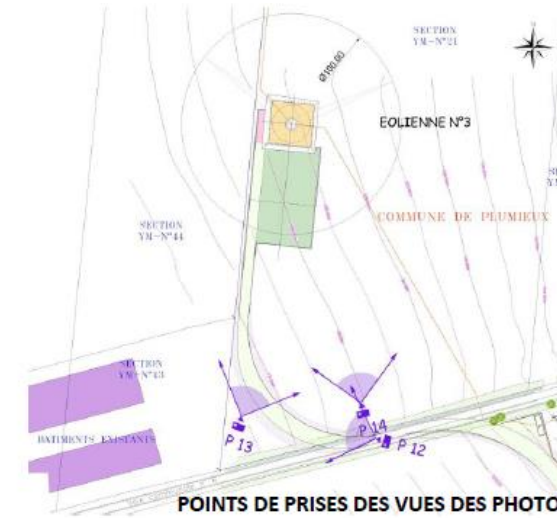 SECTION
YM-N°21
Ø100.00
EOLIENNE N°3
COMMUNE DE PLUMIEUX
SECTION
YM-N°44
SECTION
YM-N°43
BATIMENTS EXISTANTS
P 13
P 14
P 12
POINTS DE PRISES DES VUES DES PHOTO